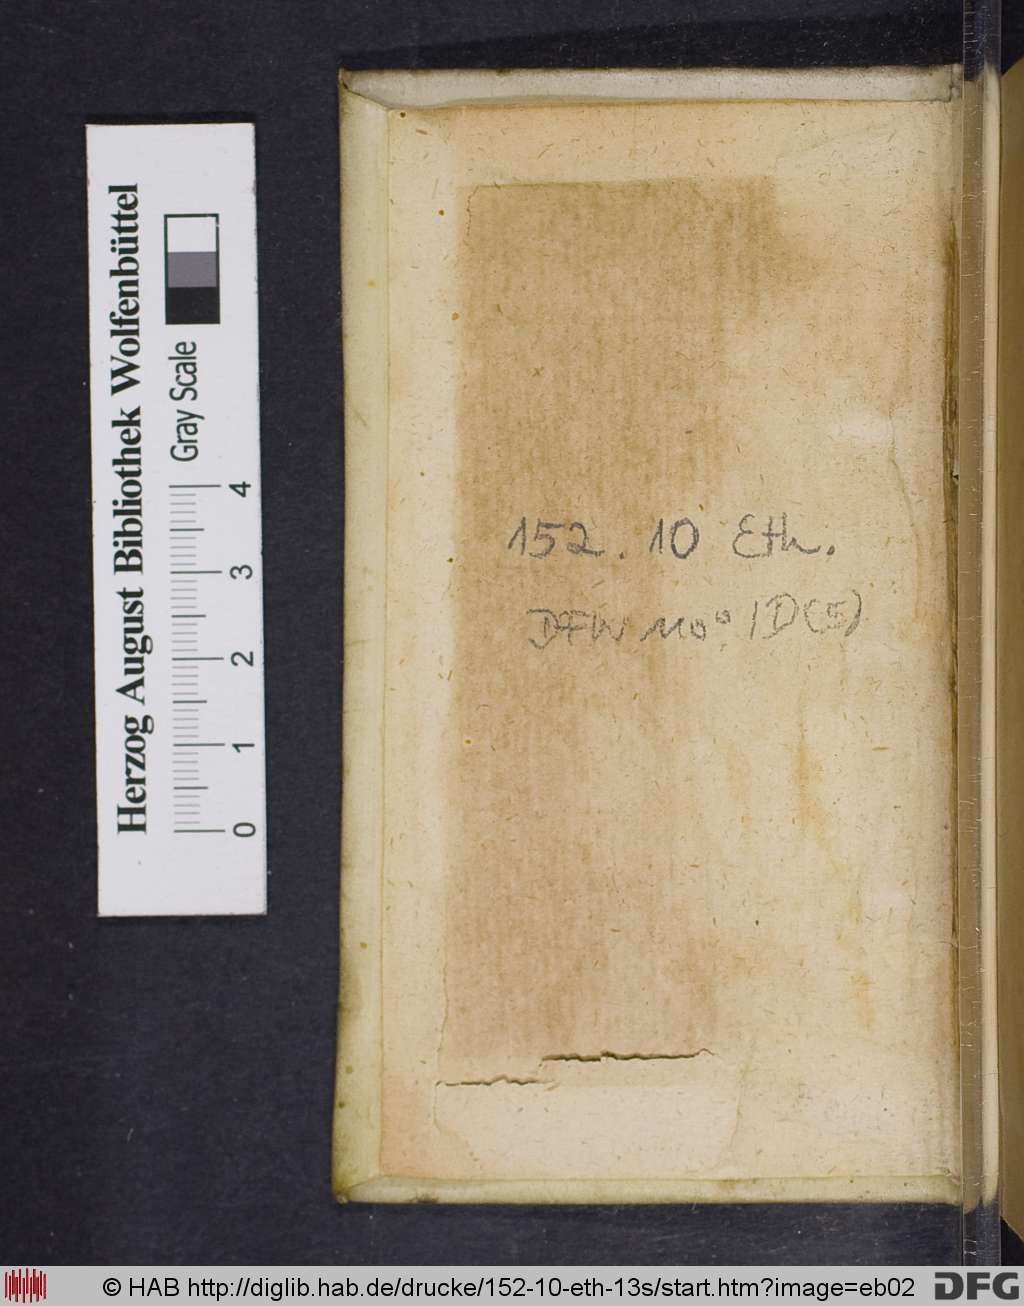 Herzog August Bibliothek Wolfenbüttel
Gray Scale
0 1 2 3 4
152. 10 Eth.
© HAB http://diglib.hab.de/drucke/152-10-eth-13s/start.htm?image=eb02
DFG